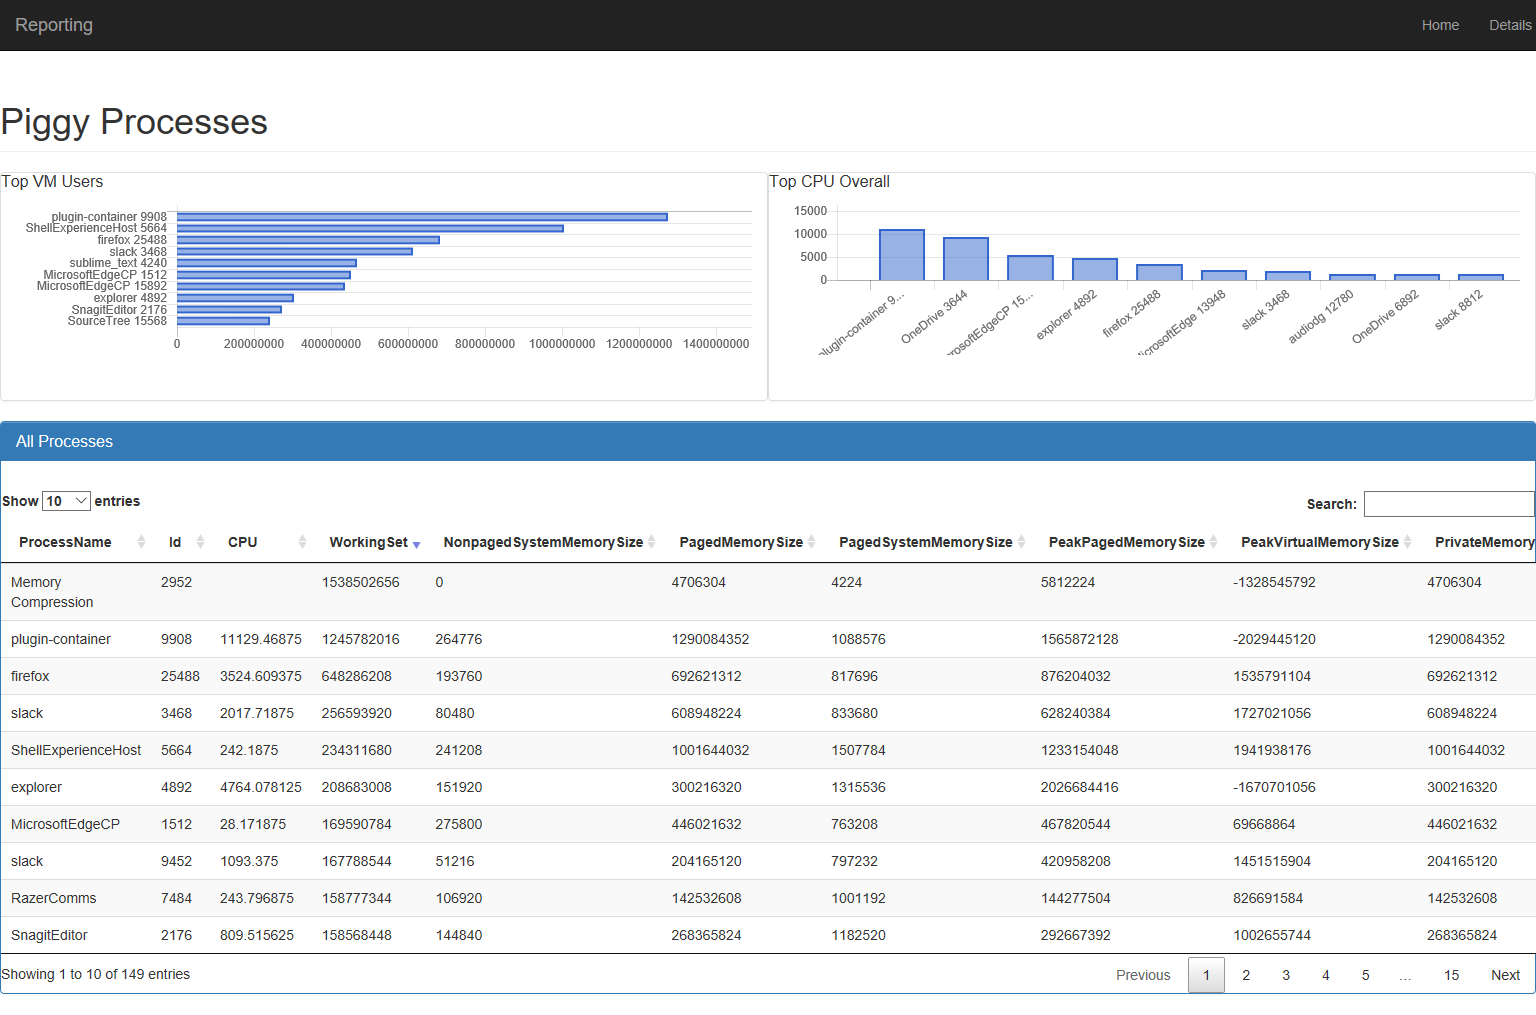 Reporting
Home Details
Piggy Processes
Top VM Users
plugin-container 9908
ShellExperienceHost 5664
firefox 25488
slack 3468
sublime_text 4240
MicrosoftEdgeCP 1512
MicrosoftEdgeCP 15892
explorer 4892
SnagitEditor 2176
SourceTree 15568
0 200000000 400000000 600000000 800000000 1000000000 1200000000 1400000000
Top CPU Overall
15000
10000
5000
0
plugin-container 9...
OneDrive 3644
rosoftEdgeCP 15...
explorer 4892
firefox 25488
MicrosoftEdge 13948
slack 3468
audiodg 12780
OneDrive 6892
slack 8812
All Processes
Show 10 entries
Search:
ProcessName Id CPU WorkingSet NonpagedSystemMemorySize PagedMemorySize PagedSystemMemorySize PeakPagedMemorySize PeakVirtualMemorySize PrivateMemory
Memory
Compression
2952 1538502656 0 4706304 4224 5812224 -1328545792 4706304
plugin-container 9908 11129.46875 1245782016 264776 1290084352 1088576 1565872128 -2029445120 1290084352
firefox 25488 3524.609375 648286208 193760 692621312 817696 876204032 1535791104 692621312
slack 3468 2017.71875 256593920 80480 608948224 833680 628240384 1727021056 608948224
ShellExperienceHost 5664 242.1875 234311680 241208 1001644032 1507784 1233154048 1941938176 1001644032
explorer 4892 4764.078125 208683008 151920 300216320 1315536 2026684416 -1670701056 300216320
MicrosoftEdgeCP 1512 28.171875 169590784 275800 446021632 763208 467820544 69668864 446021632
slack 9452 1093.375 167788544 51216 204165120 797232 420958208 1451515904 204165120
RazerComms 7484 243.796875 158777344 106920 142532608 1001192 144277504 826691584 142532608
SnagitEditor 2176 809.515625 158568448 144840 268365824 1182520 292667392 1002655744 268365824
Showing 1 to 10 of 149 entries
Previous 1 2 3 4 5 … 15 Next